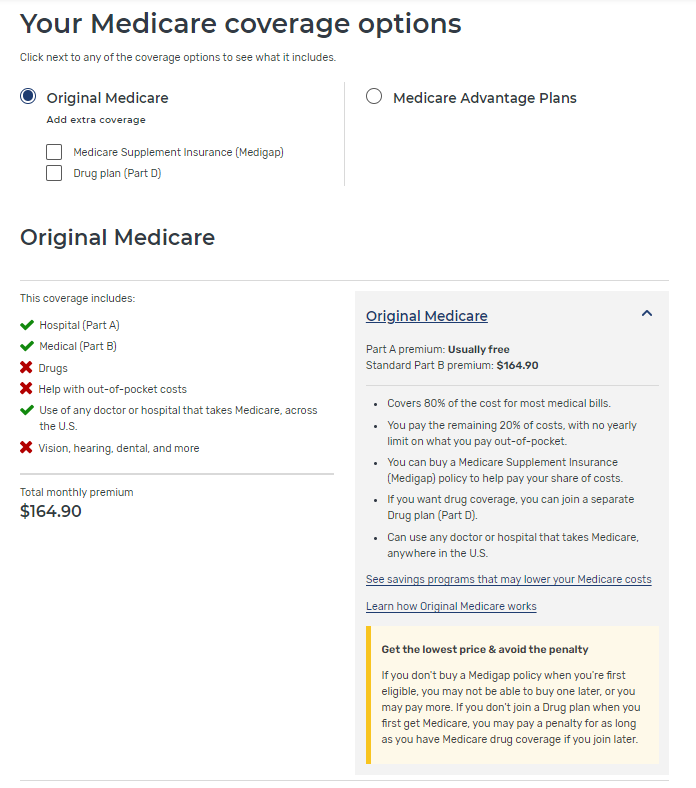 Your Medicare coverage options
Click next to any of the coverage options to see what it includes.
Original Medicare
Add extra coverage
Medicare Supplement Insurance (Medigap)
Drug plan (Part D)
Medicare Advantage Plans
Original Medicare
This coverage includes:
Hospital (Part A)
Medical (Part B)
Drugs
Help with out-of-pocket costs
Use of any doctor or hospital that takes Medicare, across
the U.S.
Vision, hearing, dental, and more
Total monthly premium
$164.90
Original Medicare
Part A premium: Usually free
Standard Part B premium: $164.90
• Covers 80% of the cost for most medical bills.
• You pay the remaining 20% of costs, with no yearly
limit on what you pay out-of-pocket.
• You can buy a Medicare Supplement Insurance
(Medigap) policy to help pay your share of costs.
• If you want drug coverage, you can join a separate
Drug plan (Part D).
• Can use any doctor or hospital that takes Medicare,
anywhere in the U.S.
See savings programs that may lower your Medicare costs
Learn how Original Medicare works
Get the lowest price & avoid the penalty
If you don't buy a Medigap policy when you're first
eligible, you may not be able to buy one later, or you
may pay more. If you don't join a Drug plan when you
first get Medicare, you may pay a penalty for as long
as you have Medicare drug coverage if you join later.